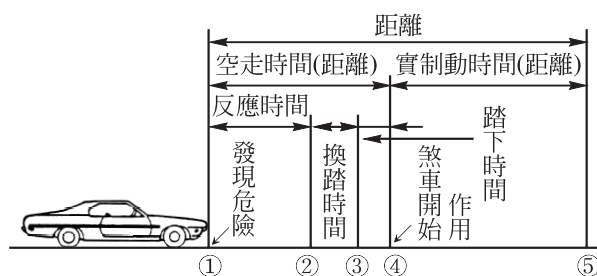 距離
空走時間(距離)
實制動時間(距離)
反應時間
發現危險
換踏時間
踏下時間
煞車開始
作用
①
②
③
④
⑤